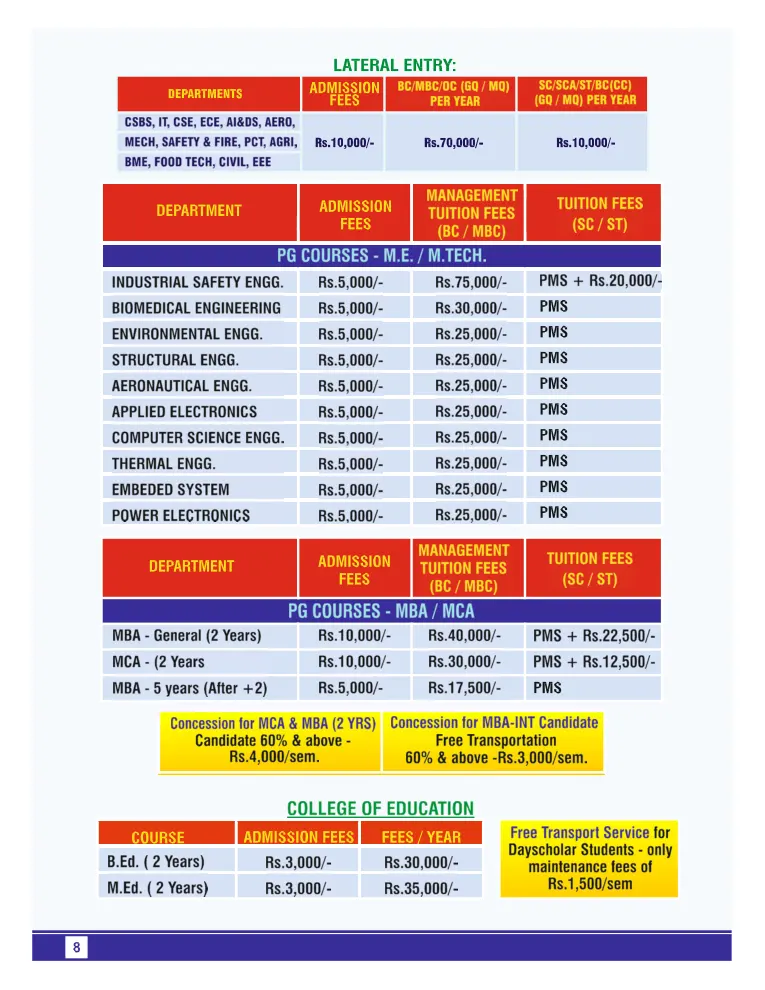 LATERAL ENTRY:
DEPARTMENTS ADMISSION FEES BC/MBC/OC (GQ / MQ) PER YEAR SC/SCA/ST/BC(CC) (GQ / MQ) PER YEAR
CSBS, IT, CSE, ECE, AI&DS, AERO,
MECH, SAFETY & FIRE, PCT, AGRI, Rs.10,000/- Rs.70,000/- Rs.10,000/-
BME, FOOD TECH, CIVIL, EEE
DEPARTMENT ADMISSION FEES MANAGEMENT TUITION FEES (BC / MBC) TUITION FEES (SC / ST)
PG COURSES - M.E. / M.TECH.
INDUSTRIAL SAFETY ENGG. Rs.5,000/- Rs.75,000/- PMS + Rs.20,000/-
BIOMEDICAL ENGINEERING Rs.5,000/- Rs.30,000/- PMS
ENVIRONMENTAL ENGG. Rs.5,000/- Rs.25,000/- PMS
STRUCTURAL ENGG. Rs.5,000/- Rs.25,000/- PMS
AERONAUTICAL ENGG. Rs.5,000/- Rs.25,000/- PMS
APPLIED ELECTRONICS Rs.5,000/- Rs.25,000/- PMS
COMPUTER SCIENCE ENGG. Rs.5,000/- Rs.25,000/- PMS
THERMAL ENGG. Rs.5,000/- Rs.25,000/- PMS
EMBEDED SYSTEM Rs.5,000/- Rs.25,000/- PMS
POWER ELECTRONICS Rs.5,000/- Rs.25,000/- PMS
DEPARTMENT ADMISSION FEES MANAGEMENT TUITION FEES (BC / MBC) TUITION FEES (SC / ST)
PG COURSES - MBA / MCA
MBA - General (2 Years) Rs.10,000/- Rs.40,000/- PMS + Rs.22,500/-
MCA - (2 Years Rs.10,000/- Rs.30,000/- PMS + Rs.12,500/-
MBA - 5 years (After +2) Rs.5,000/- Rs.17,500/- PMS
Concession for MCA & MBA (2 YRS)
Candidate 60% & above -
Rs.4,000/sem.
Concession for MBA-INT Candidate
Free Transportation
60% & above -Rs.3,000/sem.
COLLEGE OF EDUCATION
COURSE ADMISSION FEES FEES / YEAR
B.Ed. ( 2 Years) Rs.3,000/- Rs.30,000/-
M.Ed. ( 2 Years) Rs.3,000/- Rs.35,000/-
Free Transport Service for
Dayscholar Students - only
maintenance fees of
Rs.1,500/sem
8